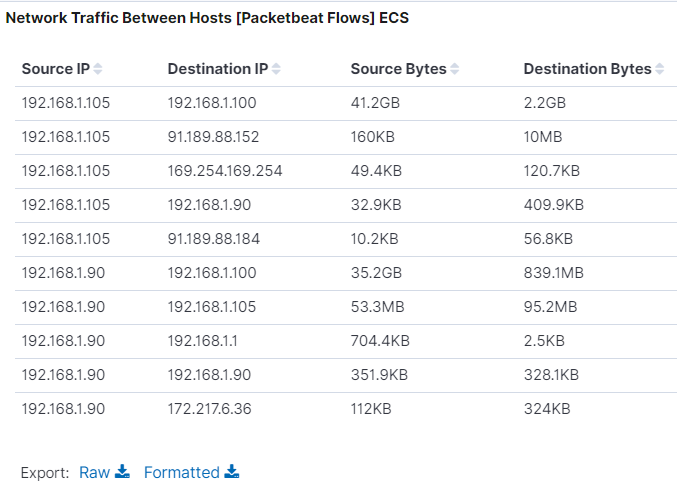 Network Traffic Between Hosts [Packetbeat Flows] ECS
Source IP Destination IP Source Bytes Destination Bytes
192.168.1.105 192.168.1.100 41.2GB 2.2GB
192.168.1.105 91.189.88.152 160KB 10MB
192.168.1.105 169.254.169.254 49.4KB 120.7KB
192.168.1.105 192.168.1.90 32.9KB 409.9KB
192.168.1.105 91.189.88.184 10.2KB 56.8KB
192.168.1.90 192.168.1.100 35.2GB 839.1MB
192.168.1.90 192.168.1.105 53.3MB 95.2MB
192.168.1.90 192.168.1.1 704.4KB 2.5KB
192.168.1.90 192.168.1.90 351.9KB 328.1KB
192.168.1.90 172.217.6.36 112KB 324KB
Export: Raw Formatted